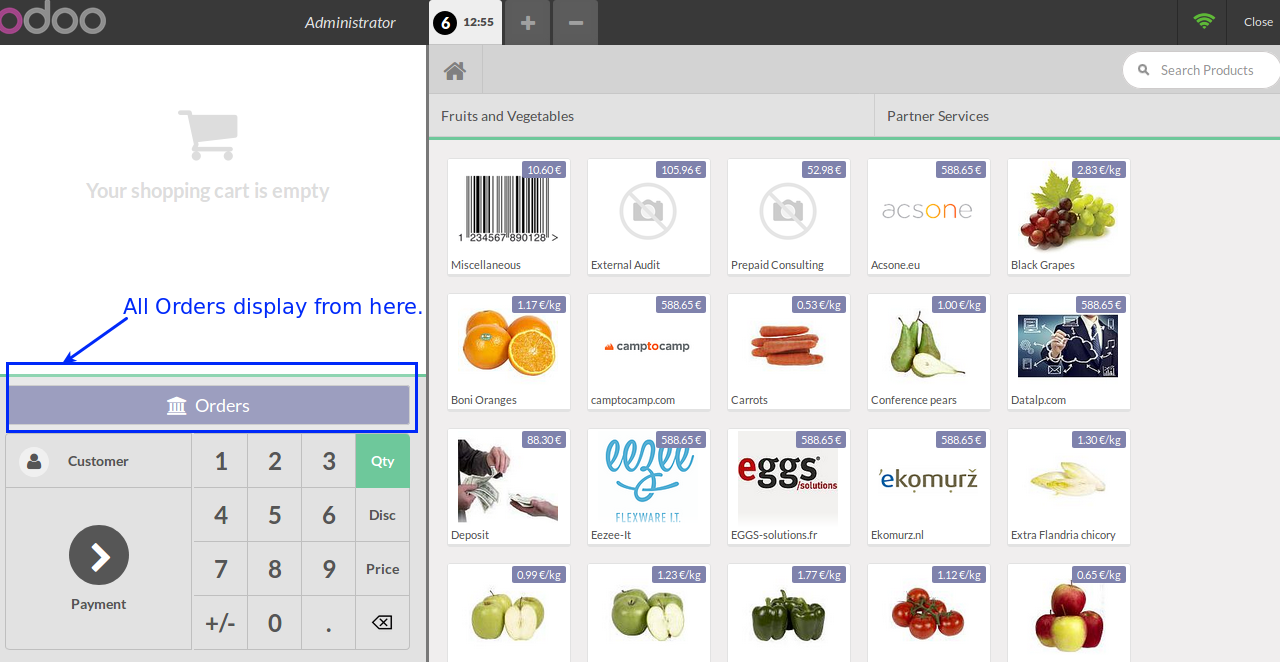 odoo
Administrator
6 12:55
Close
Search Products
Fruits and Vegetables
Partner Services
Your shopping cart is empty
10.60 €
1 234567 890128 >
Miscellaneous
105.96 €
External Audit
52.98 €
Prepaid Consulting
588.65 €
acsone
Acsone.eu
2.83 €/kg
Black Grapes
1.17 €/kg
Boni Oranges
588.65 €
camptocamp
camptocamp.com
0.53 €/kg
Carrots
1.00 €/kg
Conference pears
588.65 €
Datalp.com
88.30 €
Deposit
588.65 €
eezee
FLEXWARE I.T.
Eezee-It
588.65 €
eggs
/solutions
EGGS-solutions.fr
588.65 €
'ekomurž
Ekomurz.nl
1.30 €/kg
Extra Flandria chicory
0.99 €/kg
1.23 €/kg
1.77 €/kg
1.12 €/kg
0.65 €/kg
All Orders display from here.
Orders
Customer
1 2 3 Qty
4 5 6 Disc
7 8 9 Price
+/- 0 .
Payment